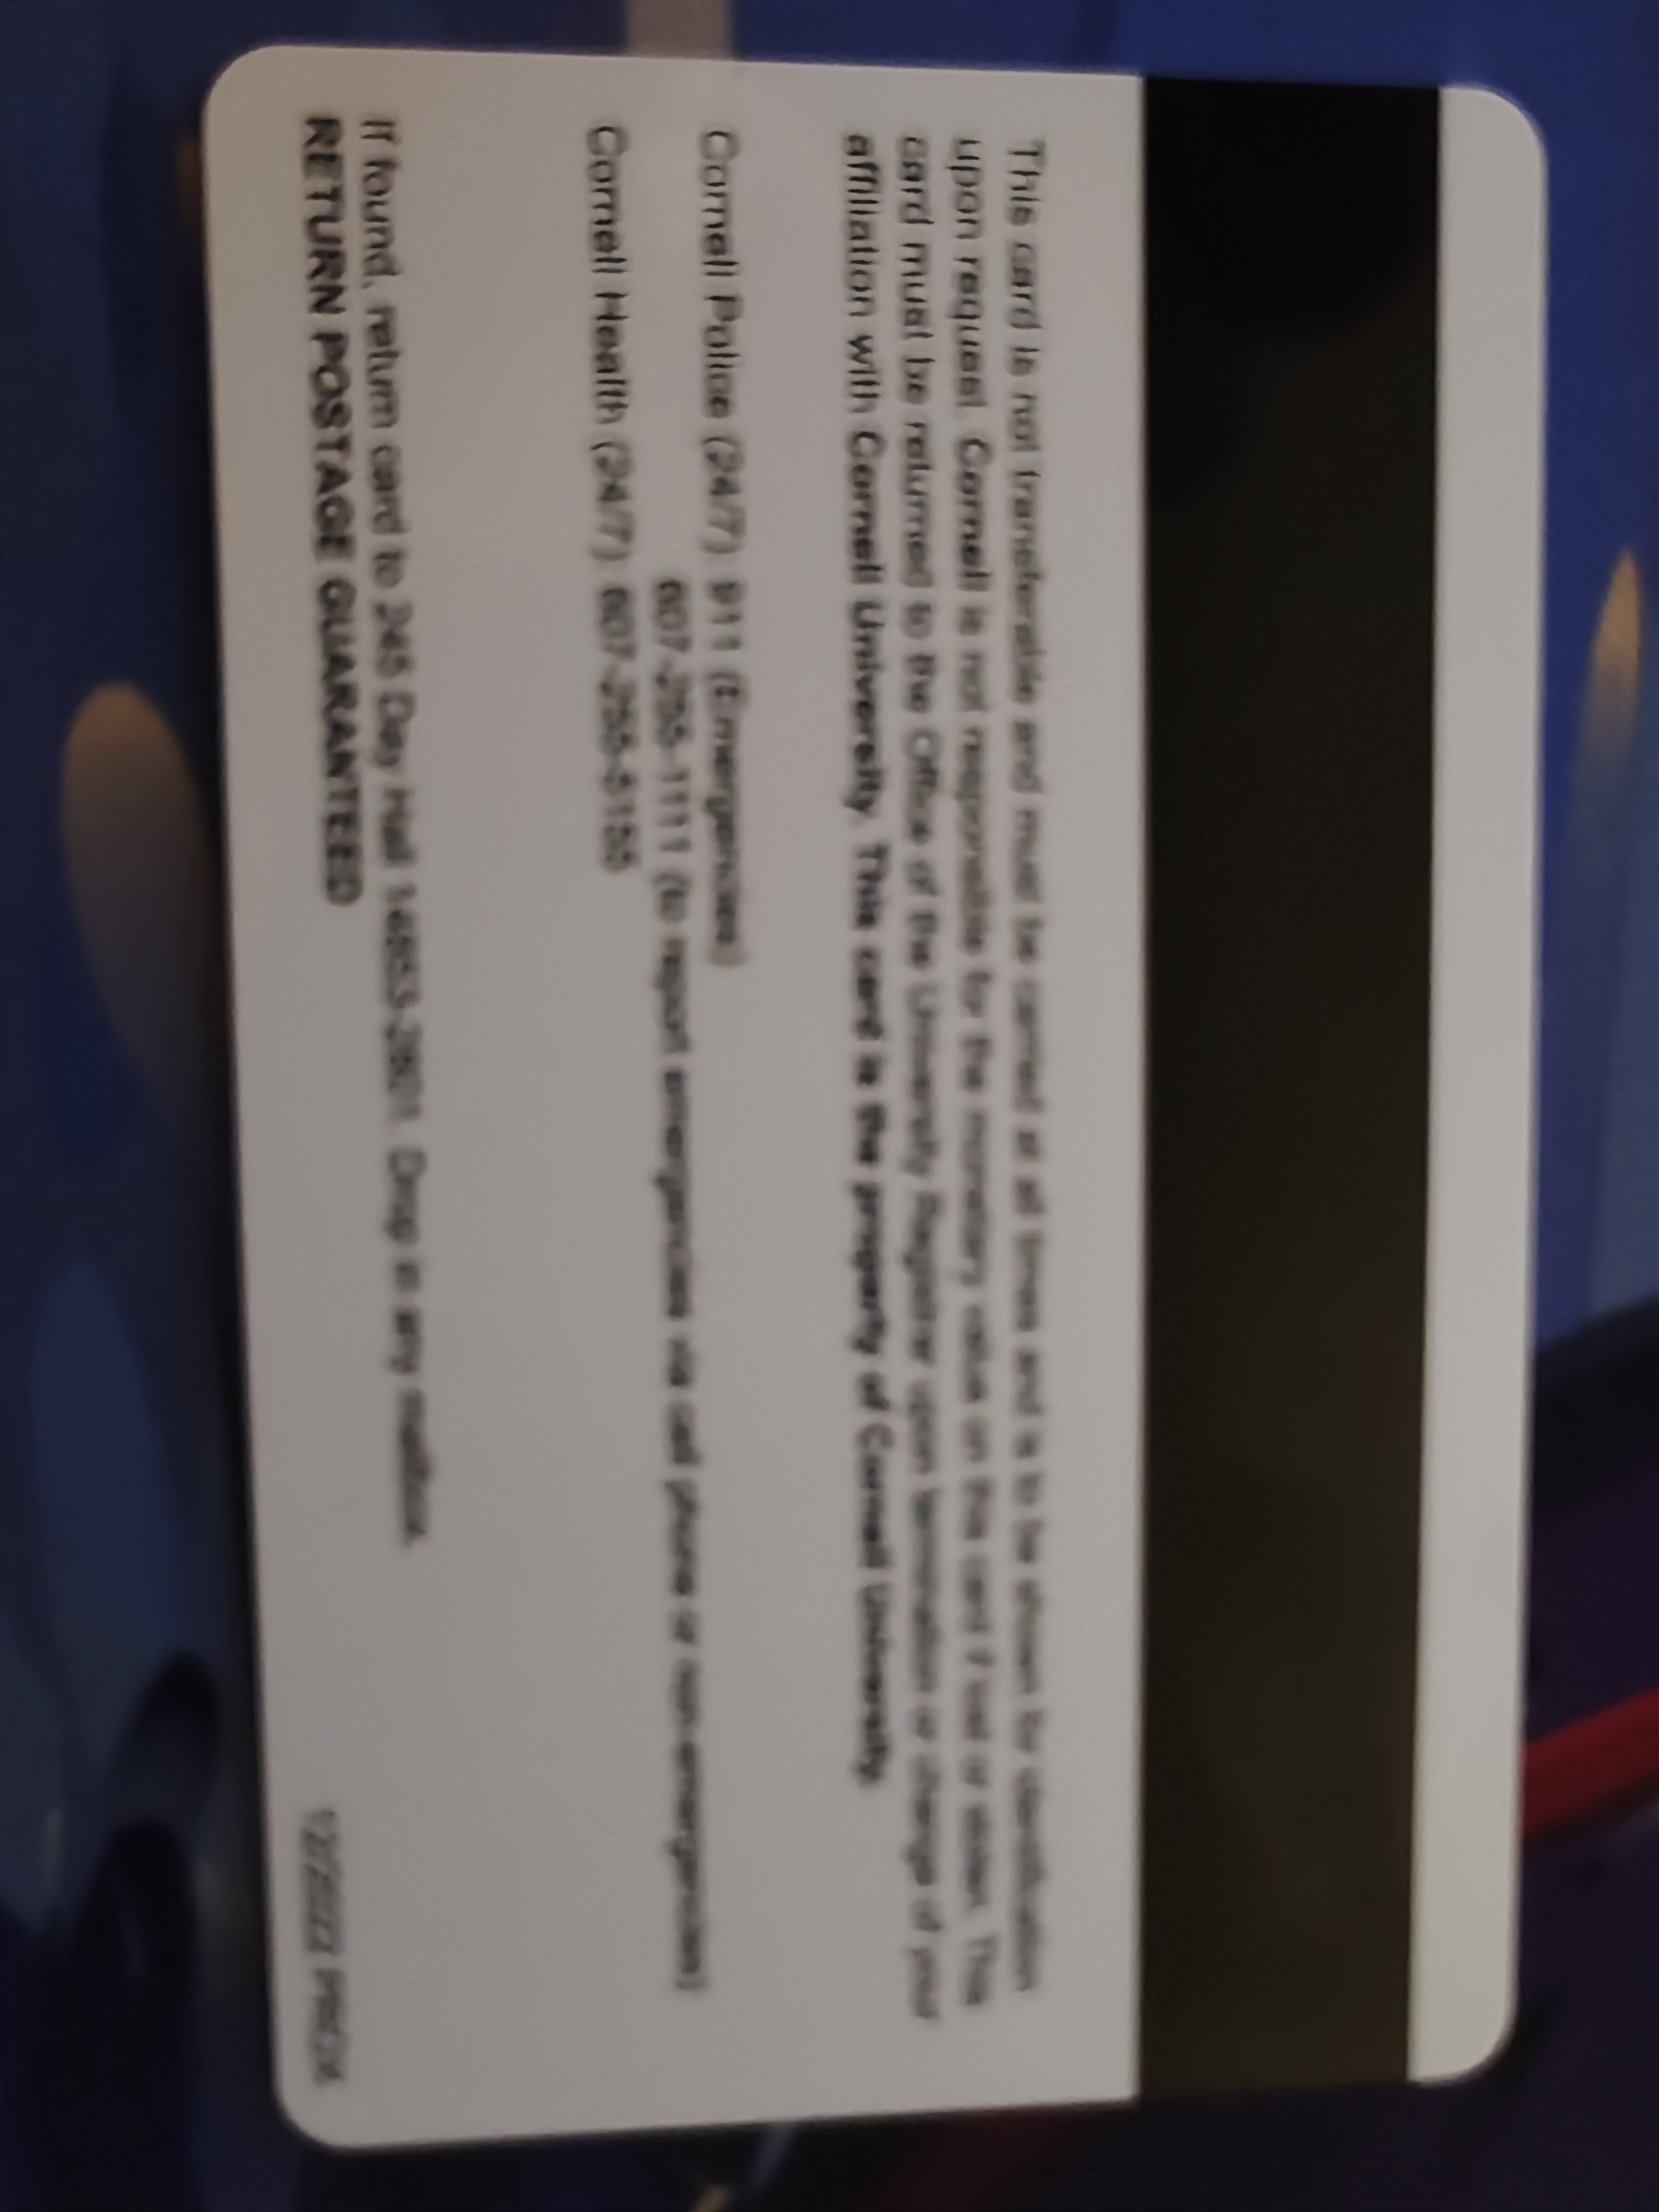 This card is not transferable and must be carried at all times and is to be shown for identification
upon request. Cornell is not responsible for the monetary value on this card if lost or stolen. This
card must be returned to the Office of the University Registrar upon termination or change of your
affiliation with Cornell University. This card is the property of Cornell University.
Cornell Police (24/7): 911 (Emergencies)
607-255-1111 (to report emergencies via cell phone or non-emergencies)
Cornell Health (24/7): 607-255-5155
If found, return card to 245 Day Hall 14853-2801. Drop in any mailbox.
RETURN POSTAGE GUARANTEED
12/2022 PROX